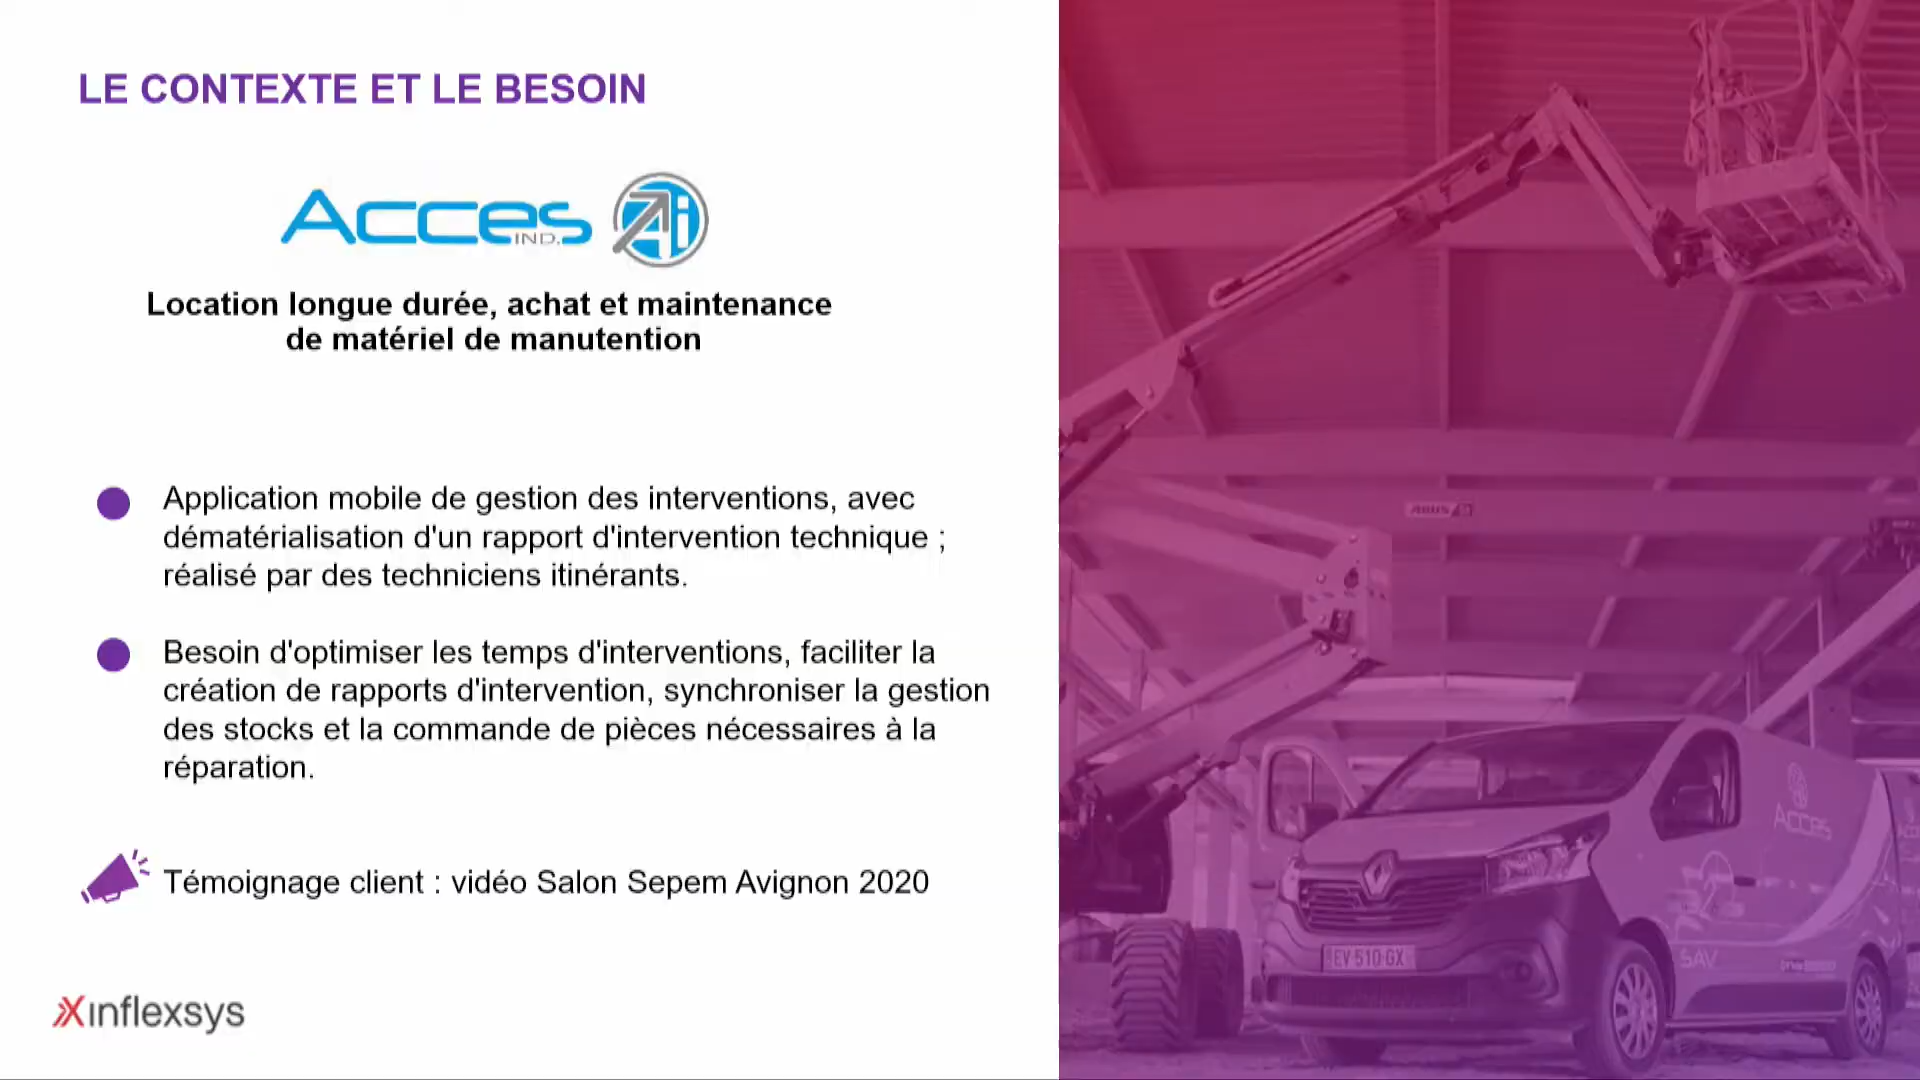 LE CONTEXTE ET LE BESOIN
Acces
IND.
Ai
Location longue durée, achat et maintenance
de matériel de manutention
Application mobile de gestion des interventions, avec
dématérialisation d'un rapport d'intervention technique ;
réalisé par des techniciens itinérants.
Besoin d'optimiser les temps d'interventions, faciliter la
création de rapports d'intervention, synchroniser la gestion
des stocks et la commande de pièces nécessaires à la
réparation.
Témoignage client : vidéo Salon Sepem Avignon 2020
inflexsys
ABUS
Acces
SAV
EV-510-GX